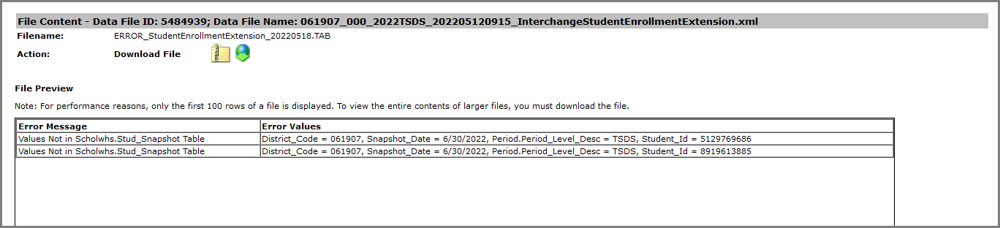 File Content - Data File ID: 5484939; Data File Name: 061907_000_2022TSDS_202205120915_InterchangeStudentEnrollmentExtension.xml
Filename: ERROR_StudentEnrollmentExtension_20220518.TAB
Action: Download File
File Preview
Note: For performance reasons, only the first 100 rows of a file is displayed. To view the entire contents of larger files, you must download the file.
Error Message Error Values
Values Not in Scholwhs.Stud_Snapshot Table District_Code = 061907, Snapshot_Date = 6/30/2022, Period.Period_Level_Desc = TSDS, Student_Id = 5129769686
Values Not in Scholwhs.Stud_Snapshot Table District_Code = 061907, Snapshot_Date = 6/30/2022, Period.Period_Level_Desc = TSDS, Student_Id = 8919613885